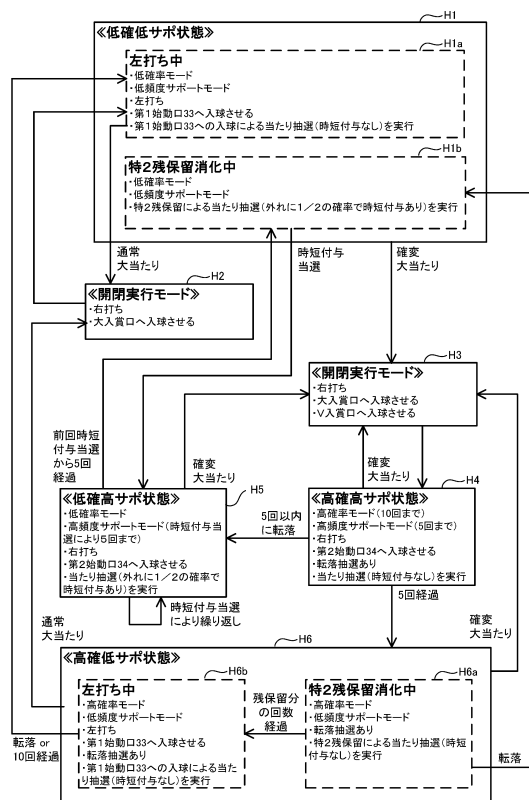 H1
≪低確低サポ状態≫
H1a
左打ち中
・低確率モード
・低頻度サポートモード
・左打ち
・第1始動口33へ入球させる
・第1始動口33への入球による当たり抽選(時短付与なし)を実行
H1b
特2残保留消化中
・低確率モード
・低頻度サポートモード
・特2残保留による当たり抽選(外れに1/2の確率で時短付与あり)を実行
通常
大当たり
時短付与
当選
確変
大当たり
H2
≪開閉実行モード≫
・右打ち
・大入賞口へ入球させる
H3
≪開閉実行モード≫
・右打ち
・大入賞口へ入球させる
・V入賞口へ入球させる
前回時短
付与当選
から5回
経過
確変
大当たり
確変
大当たり
H5
≪低確高サポ状態≫
・低確率モード
・高頻度サポートモード(時短付与当
選により5回まで)
・右打ち
・第2始動口34へ入球させる
・当たり抽選(外れに1/2の確率で
時短付与あり)を実行
5回以内
に転落
H4
≪高確高サポ状態≫
・高確率モード(10回まで)
・高頻度サポートモード(5回まで)
・右打ち
・第2始動口34へ入球させる
・転落抽選あり
・当たり抽選(時短付与なし)を実行
時短付与当選
により繰り返し
5回経過
通常
大当たり
確変
大当たり
H6
≪高確低サポ状態≫
H6b
左打ち中
・高確率モード
・低頻度サポートモード
・左打ち
・第1始動口33へ入球させる
・転落抽選あり
・第1始動口33への入球による当た
り抽選(時短付与なし)を実行
残保留分
の回数
経過
H6a
特2残保留消化中
・高確率モード
・低頻度サポートモード
・転落抽選あり
・特2残保留による当たり抽選(時短
付与なし)を実行
転落 or
10回経過
転落